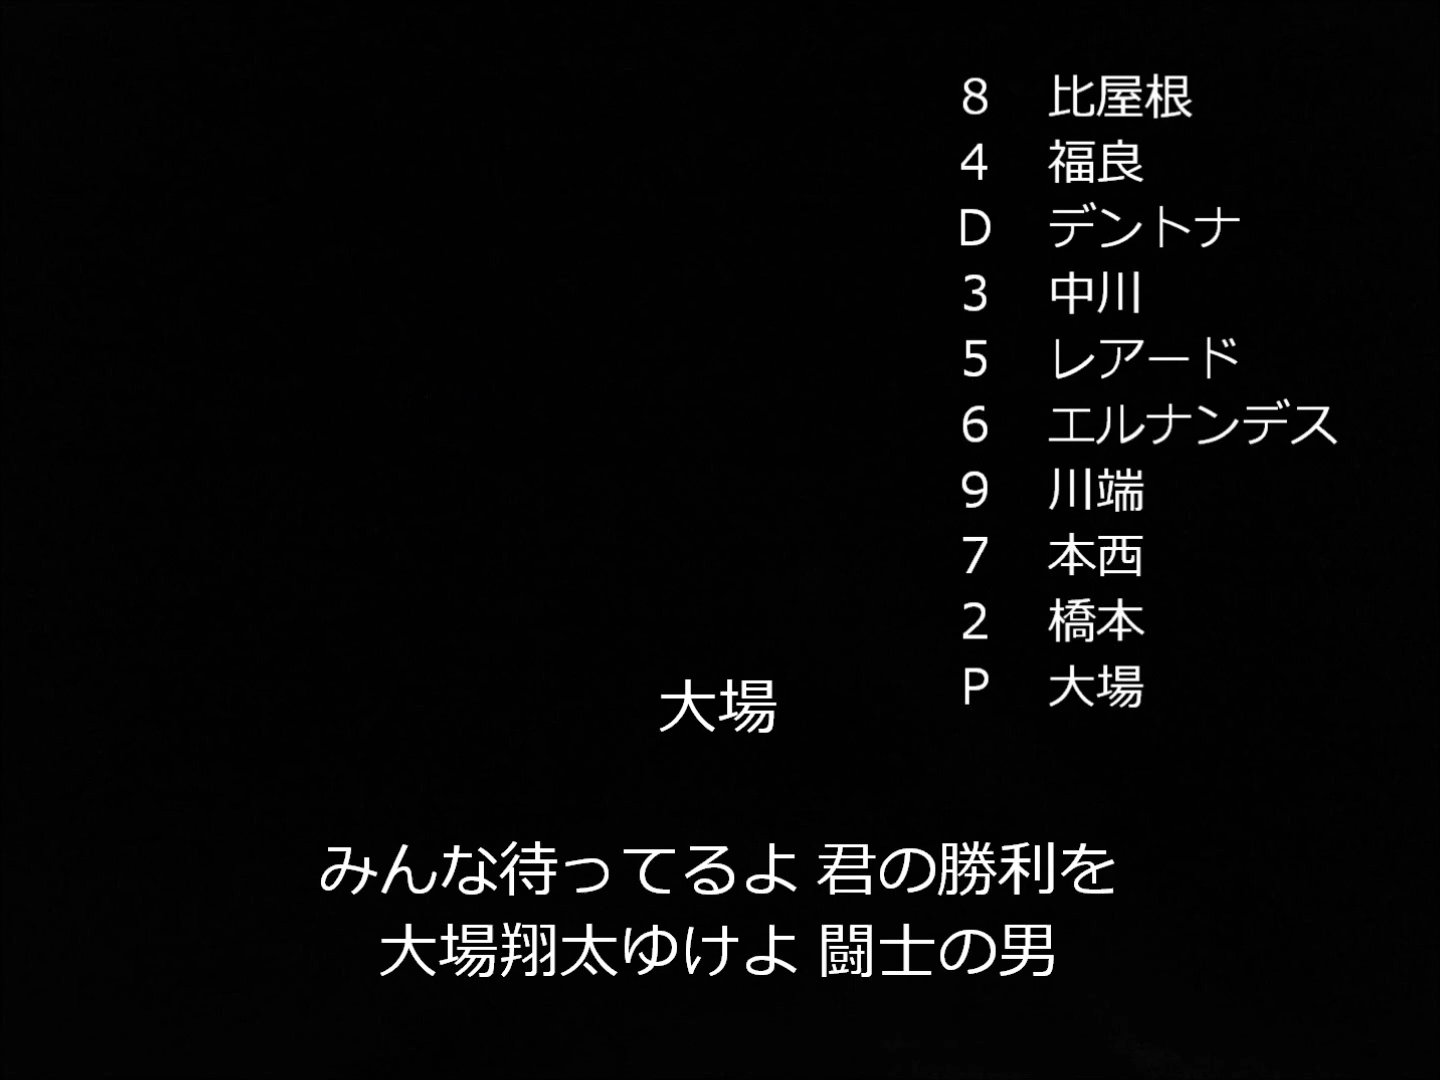 8 比屋根
4 福良
D デントナ
3 中川
5 レアード
6 エルナンデス
9 川端
7 本西
2 橋本
P 大場
大場
みんな待ってるよ 君の勝利を
大場翔太ゆけよ 闘士の男